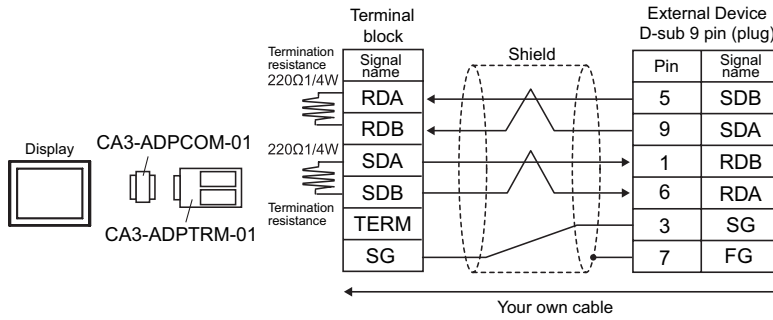 Terminal block
External Device
D-sub 9 pin (plug)
Termination resistance
220Ω1/4W
Signal name
Shield
Pin
Signal name
RDA
5
SDB
RDB
9
SDA
Display
CA3-ADPCOM-01
220Ω1/4W
SDA
1
RDB
SDB
6
RDA
Termination resistance
CA3-ADPTRM-01
TERM
3
SG
SG
7
FG
Your own cable